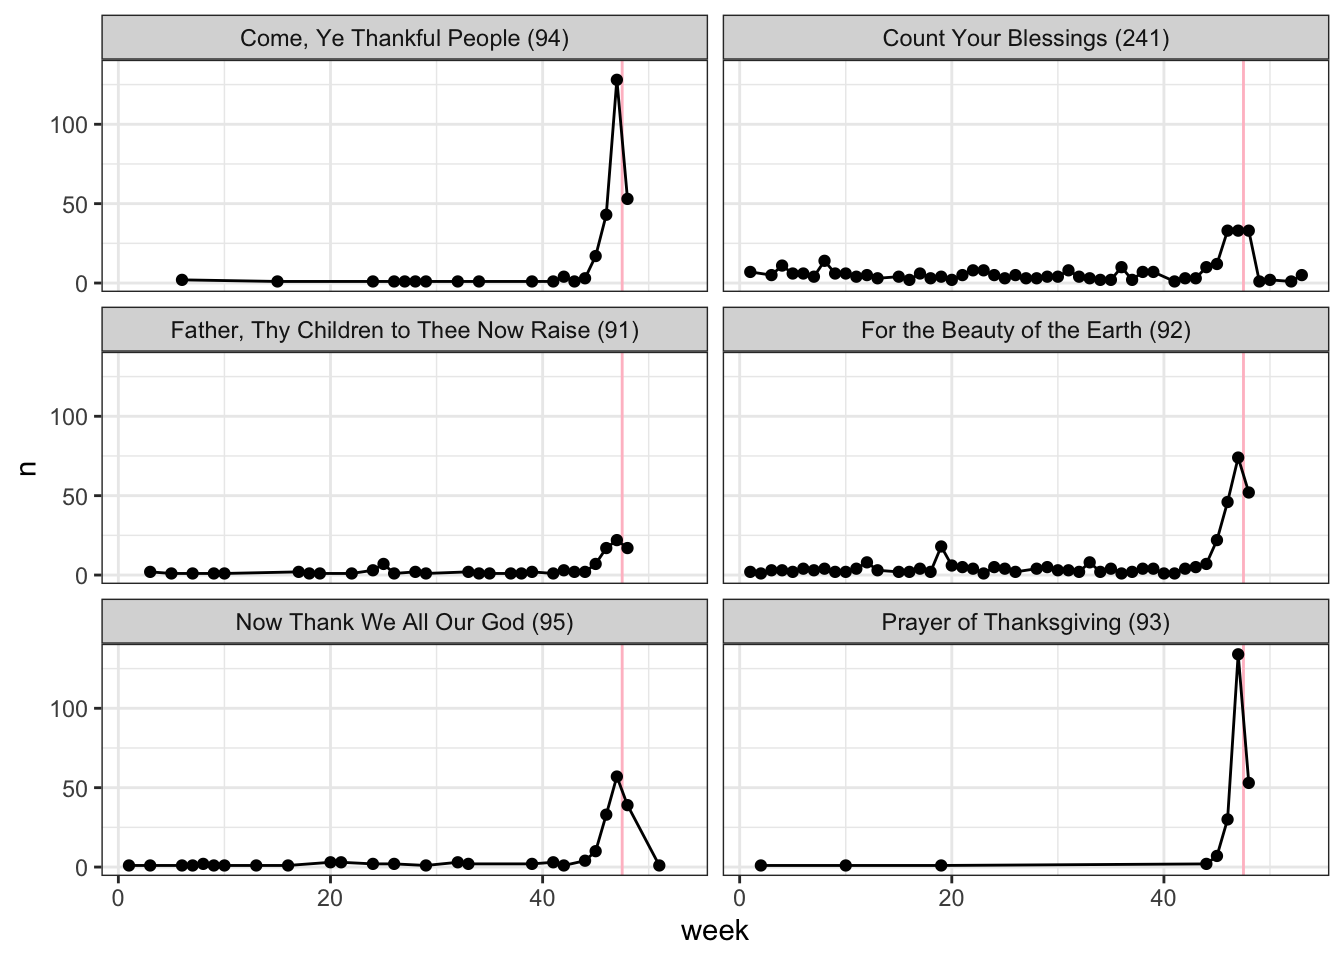 Come, Ye Thankful People (94)
Count Your Blessings (241)
100
50
0
Father, Thy Children to Thee Now Raise (91)
For the Beauty of the Earth (92)
100
50
0
n
Now Thank We All Our God (95)
Prayer of Thanksgiving (93)
100
50
0
0 20 40 0 20 40
week